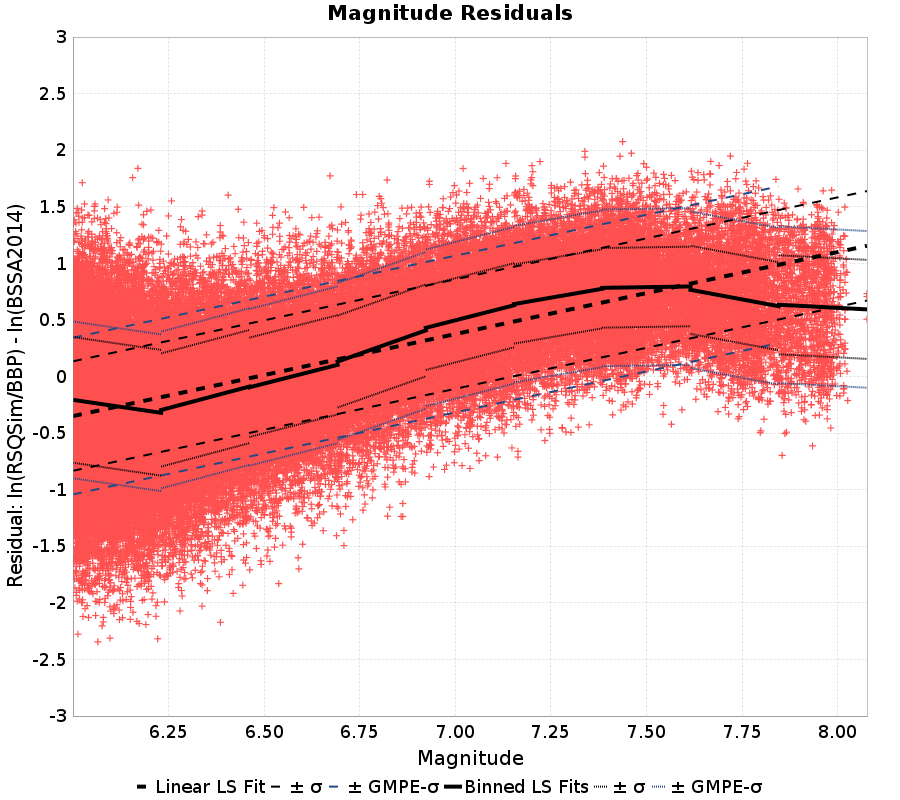 Magnitude Residuals
Residual: ln(RSQSim/BBP) - ln(BSSA2014)
3
2.5
2
1.5
1
0.5
0
-0.5
-1
-1.5
-2
-2.5
-3
6.25 6.50 6.75 7.00 7.25 7.50 7.75 8.00
Magnitude
Linear LS Fit ± σ ± GMPE-σ Binned LS Fits ± σ ± GMPE-σ